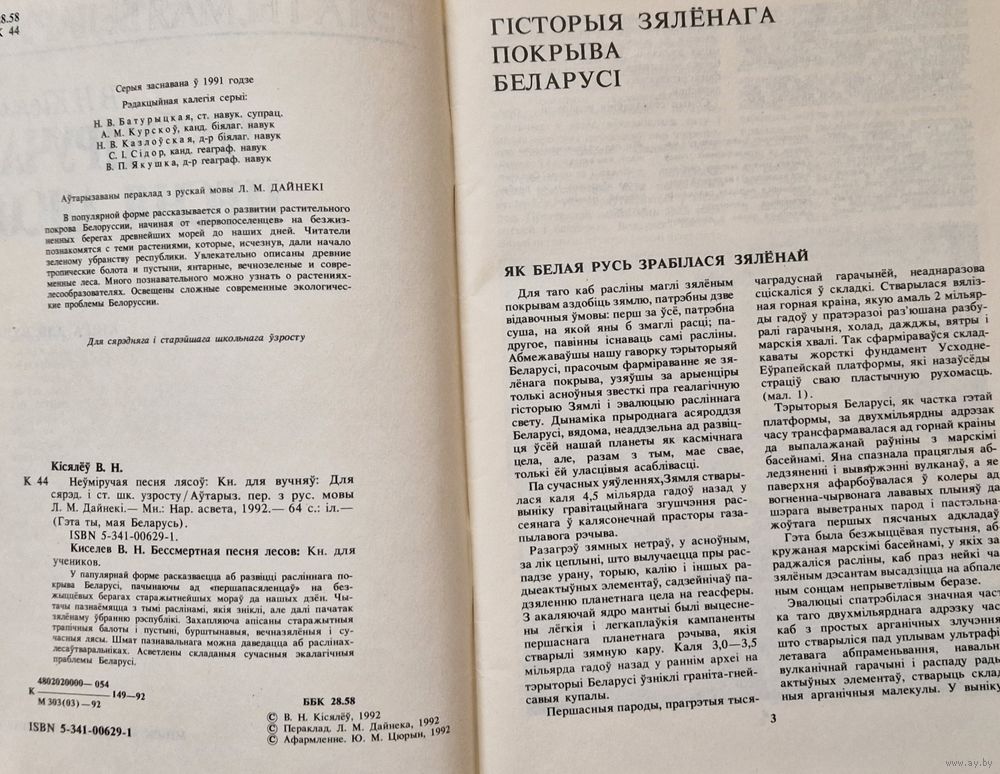 28.58
К 44
Серыя заснавана ў 1991 годзе
Рэдакцыйная калегія серыі:
Н. В. Батурыцкая, ст. навук. супрац.
А. М. Курскоў, канд. біялаг. навук
Н. В. Казлоўская, д-р біялаг. навук
С. І. Сідор, канд. геаграф. навук
В. П. Якушка, д-р геаграф. навук
Аўтарызаваны пераклад з рускай мовы Л. М. ДАЙНЕКІ
В популярной форме рассказывается о развитии растительного
покрова Белоруссии, начиная от «первопоселенцев» на безжиз-
ненных берегах древнейших морей до наших дней. Читатели
познакомятся с теми растениями, которые, исчезнув, дали начало
зеленому убранству республики. Увлекательно описаны древние
тропические болота и пустыни, янтарные, вечнозеленые и совре-
менные леса. Много познавательного можно узнать о растениях-
лесообразователях. Освещены сложные современные экологичес-
кие проблемы Белоруссии.
Для сярэдняга і старэйшага школьнага ўзросту
Кісялёў В. Н.
К 44 Неўміручая песня лясоў: Кн. для вучняў: Для
сярэд. і ст. шк. узросту/Аўтарыз. пер. з рус. мовы
Л. М. Дайнекі.— Мн.: Нар. асвета, 1992.— 64 с.: іл.—
(Гэта ты, мая Беларусь).
ISBN 5-341-00629-1.
Киселев В. Н. Бессмертная песня лесов: Кн. для
учеников.
У папулярнай форме расказваецца аб развіцці расліннага по-
крыва Беларусі, пачынаючы ад «першапасяленцаў» на без-
жыццёвых берагах старажытнейшых мораў да нашых дзён. Чы-
тачы пазнаёмяцца з тымі раслінамі, якія зніклі, але далі пачатак
зялёнаму ўбранню рэспублікі. Захапляюча апісаны старажытныя
трапічныя балоты і пустыні, бурштынавыя, вечназялёныя і су-
часныя лясы. Шмат пазнавальнага можна даведацца аб раслінах-
лесаўтваральніках. Асветлены складаныя сучасныя экалагічныя
праблемы Беларусі.
4802020000— 054
К ——— 149—92
М 303(03)—92
ББК 28.58
ISBN 5-341-00629-1
© В. Н. Кісялёў, 1992
© Пераклад. Л. М. Дайнека, 1992
© Афармленне. Ю. М. Цюрын, 1992
ГІСТОРЫЯ ЗЯЛЁНАГА
ПОКРЫВА
БЕЛАРУСІ
ЯК БЕЛАЯ РУСЬ ЗРАБІЛАСЯ ЗЯЛЁНАЙ
Для таго каб расліны маглі зялёным
покрывам аздобіць зямлю, патрэбны дзве
відавочныя ўмовы: перш за ўсё, патрэбна
суша, на якой яны б змаглі расці; па-
другое, павінны існаваць самі расліны.
Абмежаваўшы нашу гаворку тэрыторыяй
Беларусі, прасочым фарміраванне яе зя-
лёнага покрыва, узяўшы за арыенціры
толькі асноўныя звесткі пра геалагічную
гісторыю Зямлі і эвалюцыю расліннага
свету. Дынаміка прыроднага асяроддзя
Беларусі, вядома, неаддзельна ад развіц-
ця ўсёй нашай планеты як касмічнага
цела, але, разам з тым, мае свае,
толькі ёй уласцівыя асаблівасці.
Па сучасных уяўленнях,Зямля ствары-
лася каля 4,5 мільярда гадоў назад у
выніку гравітацыйнага згушчэння рас-
сеянага ў калясонечнай прасторы газа-
пылавога рэчыва.
Разагрэў зямных нетраў, у асноўным,
за лік цеплыні, што вылучаецца пры рас-
падзе урану, торыю, калію і іншых ра-
дыеактыўных элементаў, садзейнічаў па-
дзяленню планетнага цела на геасферы.
З акаляючай ядро мантыі былі выцесне-
ны лёгкія і легкаплаўкія кампаненты
першаснага планетнага рэчыва, якія
стварылі зямную кару. Каля 3,0—3,5
мільярда гадоў назад у раннім археі на
тэрыторыі Беларусі ўзніклі граніта-гней-
савыя купалы.
Першасныя пароды, прагрэтыя тыся-
чаградуснай гарачынёй, неаднаразова
сціскаліся ў складкі. Стварылася вяліз-
ная горная краіна, якую амаль 2 мільяр-
ды гадоў у пратэразоі раз'юшана разбу-
ралі гарачыня, холад, дажджы, вятры і
марскія хвалі. Так сфарміраваўся склад-
каваты жорсткі фундамент Усходне-
Еўрапейскай платформы, які назаўсёды
страціў сваю пластычную рухомасць.
(мал. 1).
Тэрыторыя Беларусі, як частка гэтай
платформы, за двухмільярдны адрэзак
часу трансфармавалася ад горнай краіны
да выпалажанай раўніны з марскімі
басейнамі. Яна спазнала працяглыя аб-
ледзяненні і вывяржэнні вулканаў, а яе
паверхня афарбоўвалася ў колеры ад
вогненна-чырвонага лававых плыняў да
шэрага выветраных парод і пастэльна-
жоўтага першых пясчаных адкладаў
Гэта была безжыццёвая пустыня, аб-
кружаная марскімі басейнамі, у якіх за-
раджаліся расліны, каб праз нейкі ча
зялёным дэсантам высадзіцца на абпале
ным сонцам непрыветлівым беразе.
Эвалюцыі спатрэбілася значная част
ка таго двухмільярднага адрэзку час
каб з простых арганічных злучэння
што стварыліся пад уплывам ультрафі
летавага абпраменьвання, навальн
вулканічнай гарачыні і распаду рады
актыўных элементаў, стварыць склад
ныя арганічныя малекулы. У выніку
3
www.ay.by